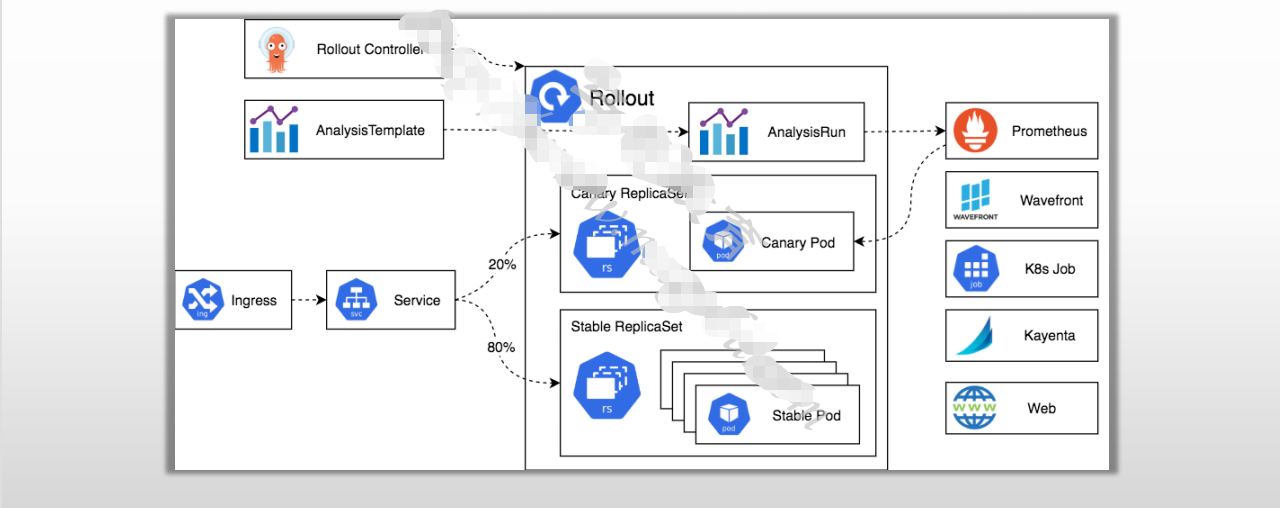 Rollout Controller
Rollout
AnalysisTemplate
AnalysisRun
Prometheus
Canary ReplicaSet
Wavefront
WAVEFRONT
Canary Pod
pod
rs
20%
K8s Job
job
Ingress
ing
Service
svc
Stable ReplicaSet
Kayenta
80%
rs
Stable Pod
pod
Web
WWW